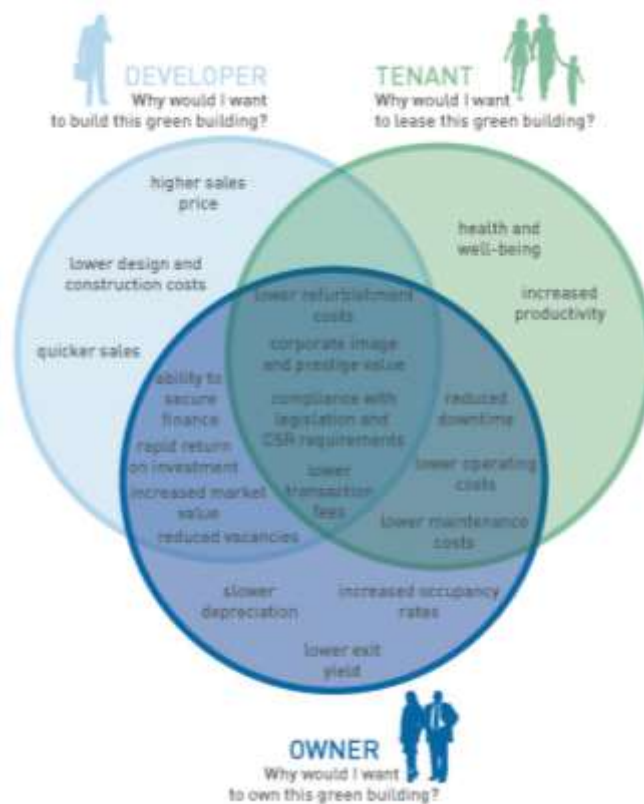 DEVELOPER
Why would I want
to build this green building?
TENANT
Why would I want
to lease this green building?
higher sales
price
health and
well-being
lower design and
construction costs
increased
productivity
lower refurbishment
costs
quicker sales
corporate image
and prestige value
ability to
secure
finance
compliance with
legislation and
CSR requirements
reduced
downtime
rapid return
on investment
lower
transaction
fees
lower operating
costs
increased market
value
reduced vacancies
lower maintenance
costs
slower
depreciation
increased occupancy
rates
lower exit
yield
OWNER
Why would I want
to own this green building?